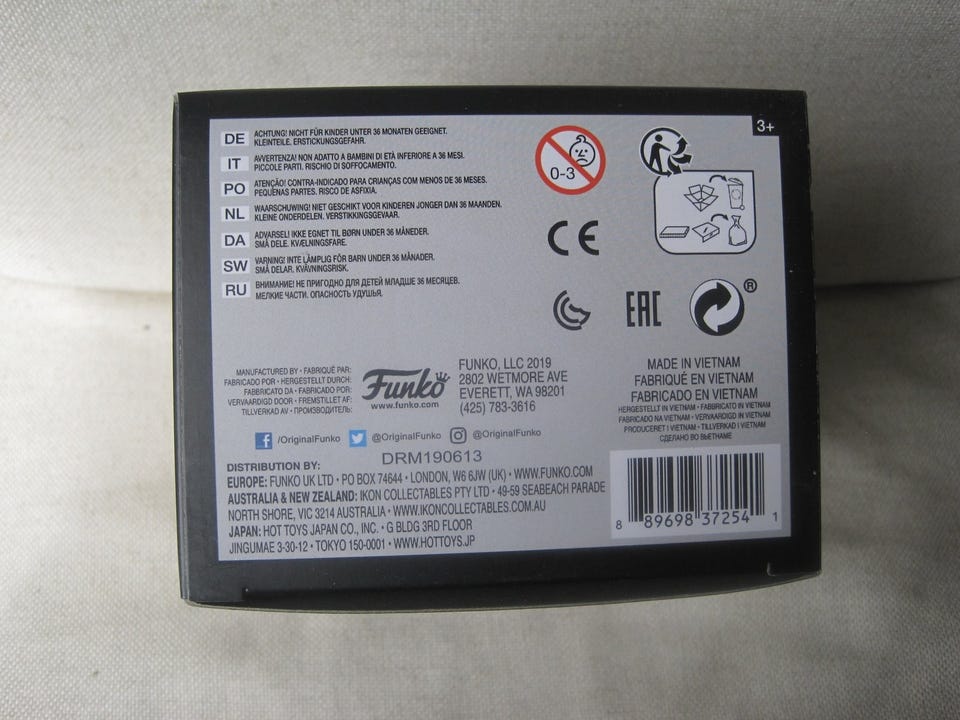 3+
DE ACHTUNG! NICHT FÜR KINDER UNTER 36 MONATEN GEEIGNET.
KLEINTEILE. ERSTICKUNGSGEFAHR.
IT AVVERTENZA! NON ADATTO A BAMBINI DI ETÀ INFERIORE A 36 MESI.
PICCOLE PARTI. RISCHIO DI SOFFOCAMENTO.
PO ATENÇÃO! CONTRA-INDICADO PARA CRIANÇAS COM MENOS DE 36 MESES.
PEQUENAS PARTES. RISCO DE ASFIXIA.
NL WAARSCHUWING! NIET GESCHIKT VOOR KINDEREN JONGER DAN 36 MAANDEN.
KLEINE ONDERDELEN. VERSTIKKINGSGEVAAR.
DA ADVARSEL! IKKE EGNET TIL BØRN UNDER 36 MÅNEDER.
SMÅ DELE. KVÆLNINGSFARE.
SW VARNING! INTE LÄMPLIG FÖR BARN UNDER 36 MÅNADER.
SMÅ DELAR. KVÄVNINGSRISK.
RU ВНИМАНИЕ! НЕ ПРИГОДНО ДЛЯ ДЕТЕЙ МЛАДШЕ 36 МЕСЯЦЕВ.
МЕЛКИЕ ЧАСТИ. ОПАСНОСТЬ УДУШЬЯ.
0-3
CE
EAC
®
MANUFACTURED BY • FABRIQUÉ PAR:
FABRICADO POR • HERGESTELLT DURCH:
FABBRICATO DA • FABRICADO POR:
VERVAARDIGD DOOR • FREMSTILLET AF:
TILLVERKAD AV • ПРОИЗВОДИТЕЛЬ:
Funko
www.funko.com
FUNKO, LLC 2019
2802 WETMORE AVE
EVERETT, WA 98201
(425) 783-3616
MADE IN VIETNAM
FABRIQUÉ EN VIETNAM
FABRICADO EN VIETNAM
HERGESTELLT IN VIETNAM • FABBRICATO IN VIETNAM
FABRICADO NA VIETNAM • VERVAARDIGD IN VIETNAM
PRODUCERET I VIETNAM • TILLVERKAD I VIETNAM
СДЕЛАНО ВО ВЬЕТНАМЕ
/OriginalFunko @OriginalFunko @OriginalFunko
DRM190613
DISTRIBUTION BY:
EUROPE: FUNKO UK LTD • PO BOX 74644 • LONDON, W6 6JW (UK) • WWW.FUNKO.COM
AUSTRALIA & NEW ZEALAND: IKON COLLECTABLES PTY LTD • 49-59 SEABEACH PARADE
NORTH SHORE, VIC 3214 AUSTRALIA • WWW.IKONCOLLECTABLES.COM.AU
JAPAN: HOT TOYS JAPAN CO., INC. • G BLDG 3RD FLOOR
JINGUMAE 3-30-12 • TOKYO 150-0001 • WWW.HOTTOYS.JP
8 89698 37254 1